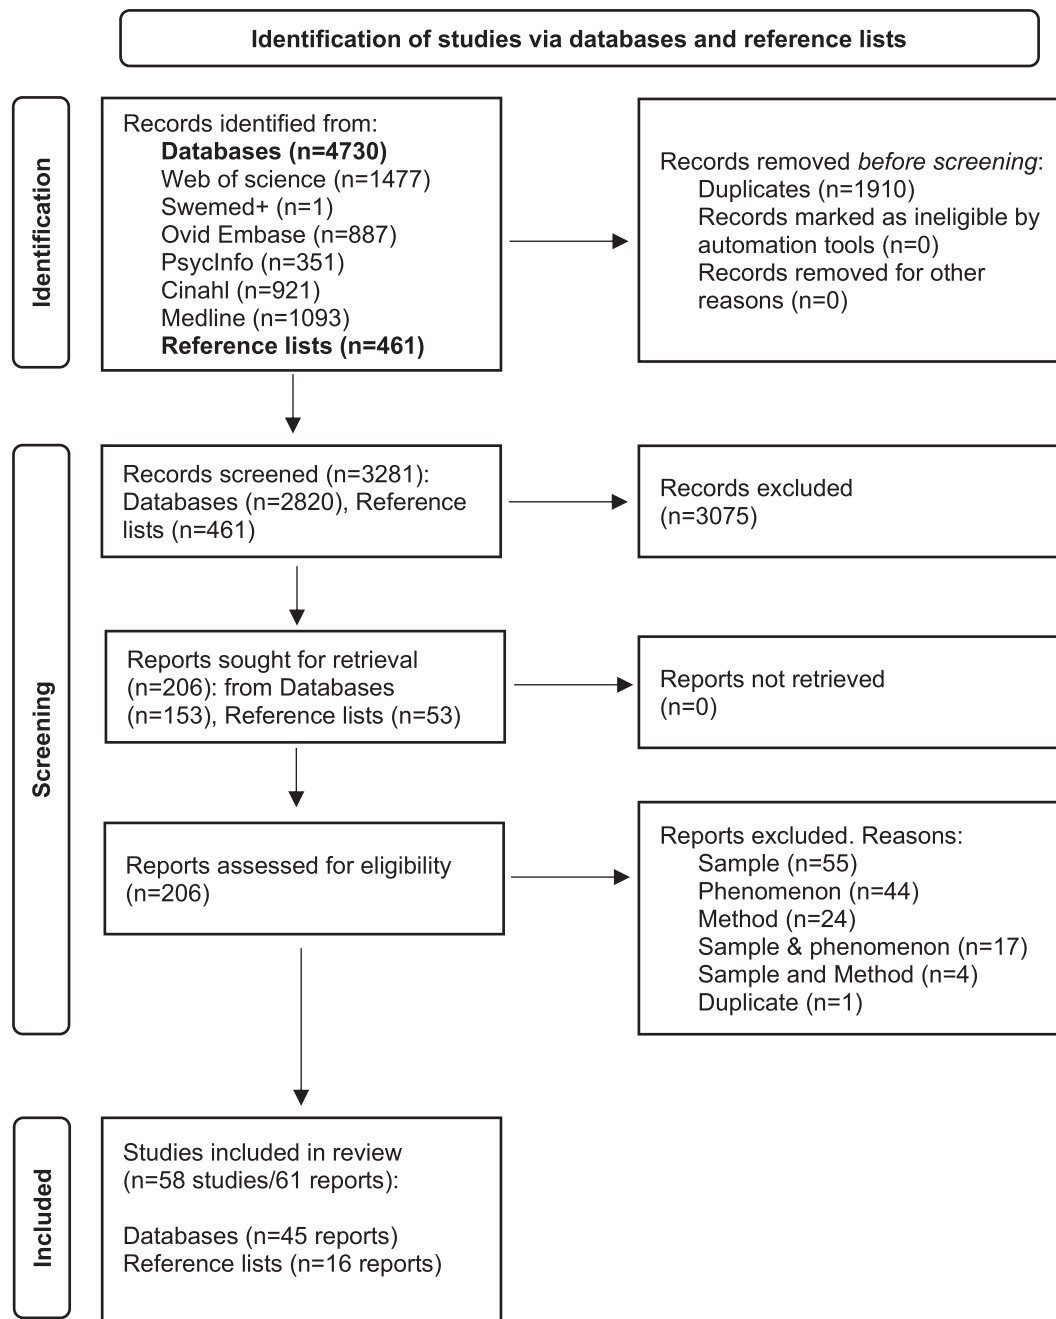 Identification of studies via databases and reference lists
Identification
Records identified from:
Databases (n=4730)
Web of science (n=1477)
Swemed+ (n=1)
Ovid Embase (n=887)
PsycInfo (n=351)
Cinahl (n=921)
Medline (n=1093)
Reference lists (n=461)
Records removed before screening:
Duplicates (n=1910)
Records marked as ineligible by
automation tools (n=0)
Records removed for other
reasons (n=0)
Screening
Records screened (n=3281):
Databases (n=2820), Reference
lists (n=461)
Records excluded
(n=3075)
Reports sought for retrieval
(n=206): from Databases
(n=153), Reference lists (n=53)
Reports not retrieved
(n=0)
Reports assessed for eligibility
(n=206)
Reports excluded. Reasons:
Sample (n=55)
Phenomenon (n=44)
Method (n=24)
Sample & phenomenon (n=17)
Sample and Method (n=4)
Duplicate (n=1)
Included
Studies included in review
(n=58 studies/61 reports):
Databases (n=45 reports)
Reference lists (n=16 reports)